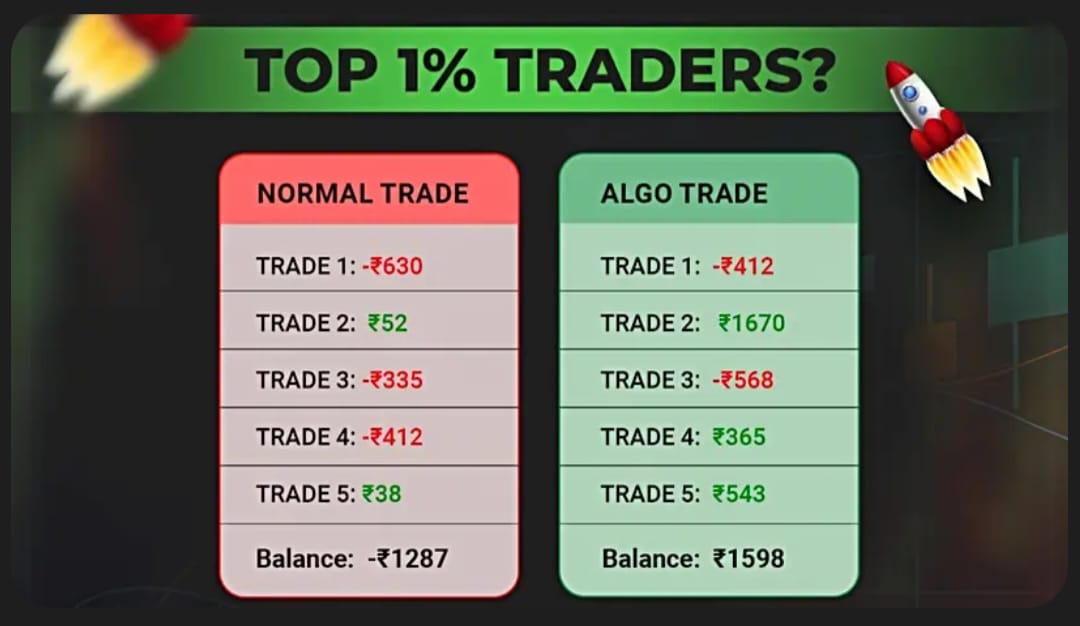 TOP 1% TRADERS?
NORMAL TRADE
TRADE 1: -₹630
TRADE 2: ₹52
TRADE 3: -₹335
TRADE 4: -₹412
TRADE 5: ₹38
Balance: -₹1287
ALGO TRADE
TRADE 1: -₹412
TRADE 2: ₹1670
TRADE 3: -₹568
TRADE 4: ₹365
TRADE 5: ₹543
Balance: ₹1598